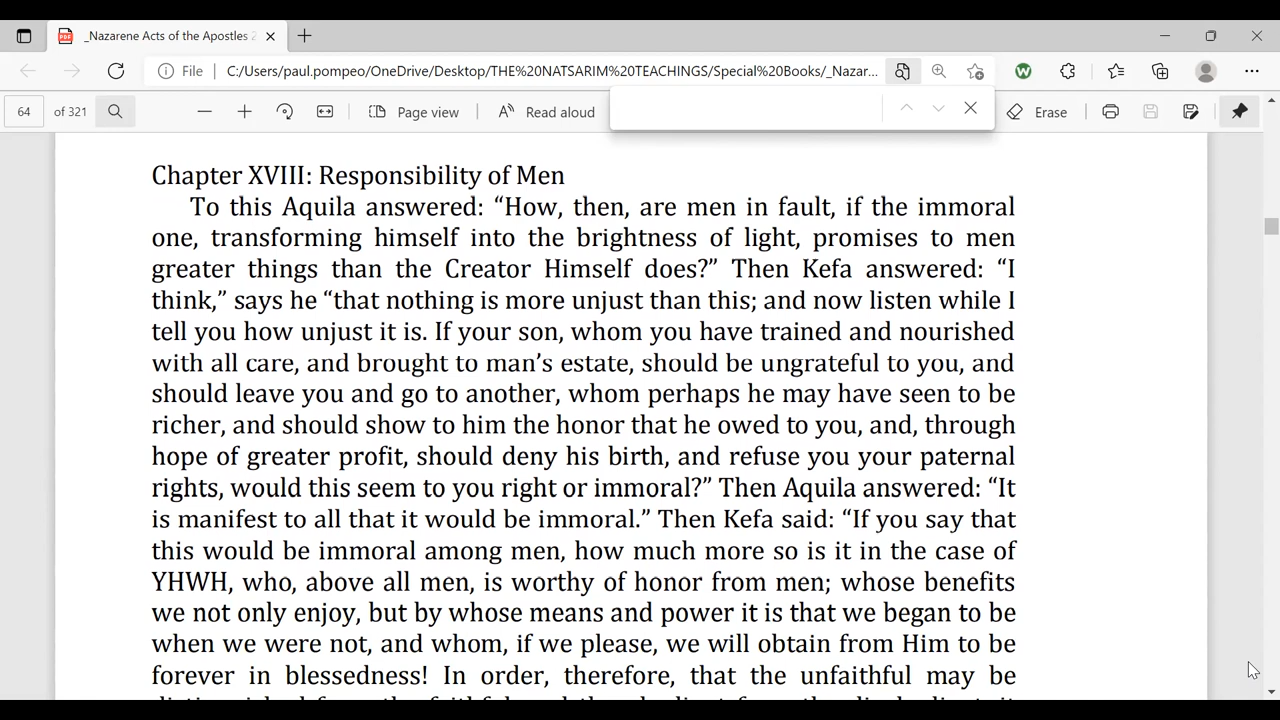 _Nazarene Acts of the Apostles 2
File C:/Users/paul.pompeo/OneDrive/Desktop/THE%20NATSARIM%20TEACHINGS/Special%20Books/_Nazar...
64 of 321 Page view Read aloud Erase
Chapter XVIII: Responsibility of Men
To this Aquila answered: “How, then, are men in fault, if the immoral
one, transforming himself into the brightness of light, promises to men
greater things than the Creator Himself does?” Then Kefa answered: “I
think,” says he “that nothing is more unjust than this; and now listen while I
tell you how unjust it is. If your son, whom you have trained and nourished
with all care, and brought to man’s estate, should be ungrateful to you, and
should leave you and go to another, whom perhaps he may have seen to be
richer, and should show to him the honor that he owed to you, and, through
hope of greater profit, should deny his birth, and refuse you your paternal
rights, would this seem to you right or immoral?” Then Aquila answered: “It
is manifest to all that it would be immoral.” Then Kefa said: “If you say that
this would be immoral among men, how much more so is it in the case of
YHWH, who, above all men, is worthy of honor from men; whose benefits
we not only enjoy, but by whose means and power it is that we began to be
when we were not, and whom, if we please, we will obtain from Him to be
forever in blessedness! In order, therefore, that the unfaithful may be